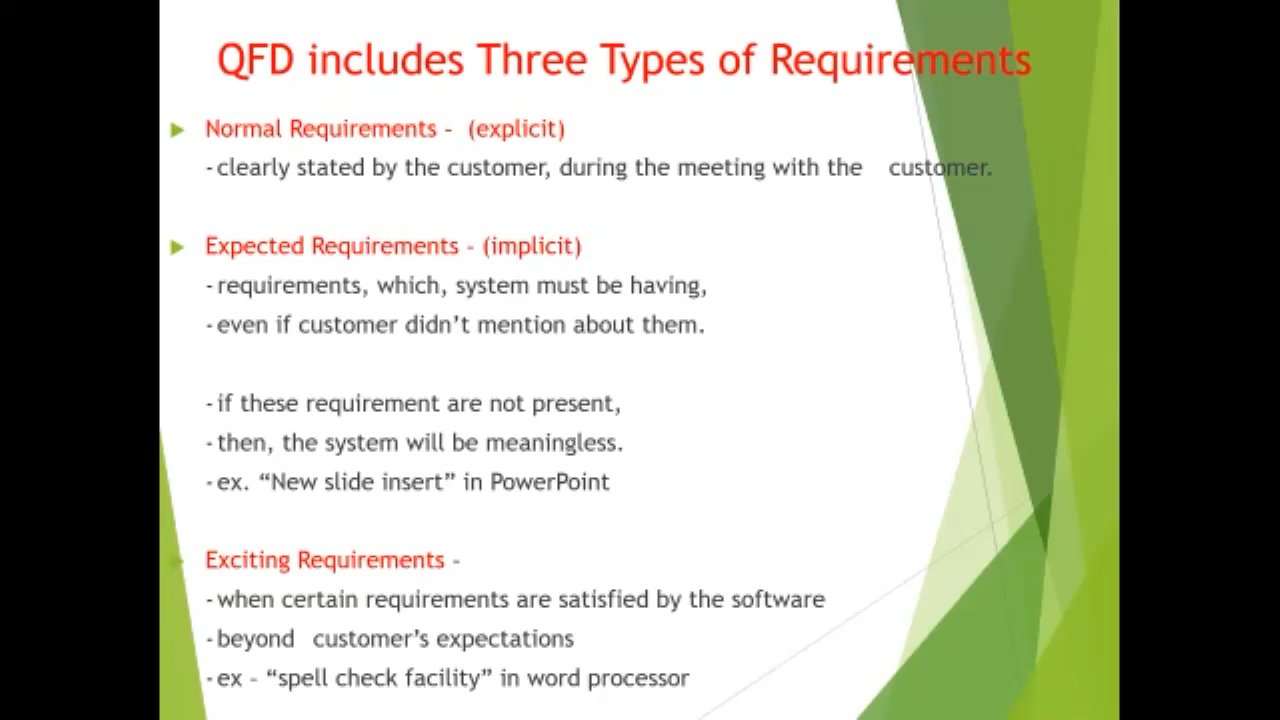 QFD includes Three Types of Requirements
Normal Requirements - (explicit)
- clearly stated by the customer, during the meeting with the customer.
Expected Requirements - (implicit)
- requirements, which, system must be having,
- even if customer didn't mention about them.
- if these requirement are not present,
- then, the system will be meaningless.
- ex. “New slide insert” in PowerPoint
Exciting Requirements -
- when certain requirements are satisfied by the software
- beyond customer's expectations
- ex - “spell check facility” in word processor